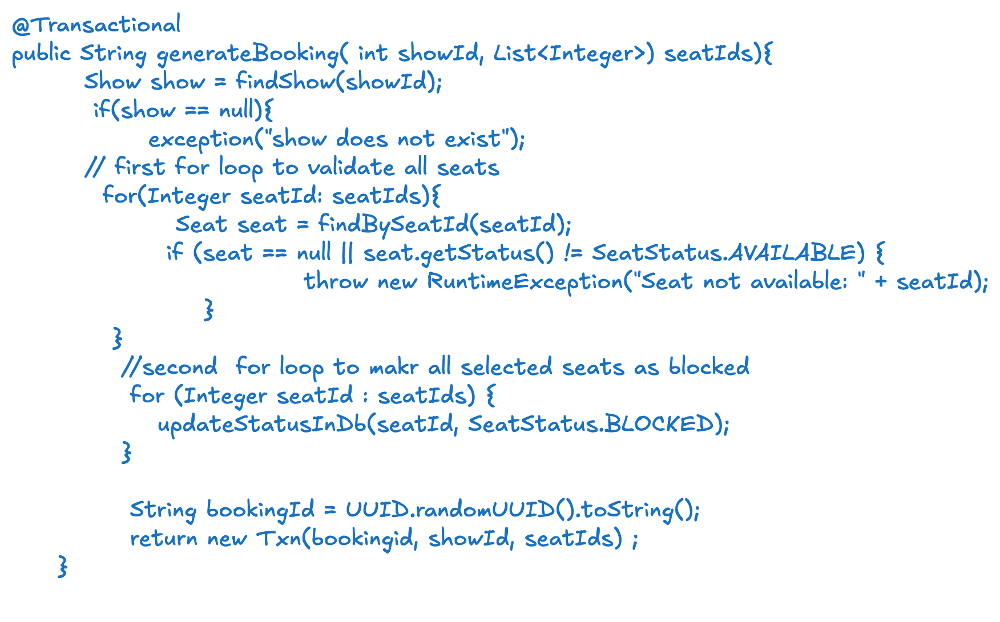 @Transactional
public String generateBooking( int showId, List<Integer>) seatIds){
Show show = findShow(showId);
if(show == null){
exception("show does not exist");
// first for loop to validate all seats
for(Integer seatId: seatIds){
Seat seat = findBySeatId(seatId);
if (seat == null || seat.getStatus() != SeatStatus.AVAILABLE) {
throw new RuntimeException("Seat not available: " + seatId);
}
}
//second  for loop to makr all selected seats as blocked
for (Integer seatId : seatIds) {
updateStatusInDb(seatId, SeatStatus.BLOCKED);
}
String bookingId = UUID.randomUUID().toString();
return new Txn(bookingid, showId, seatIds) ;
}